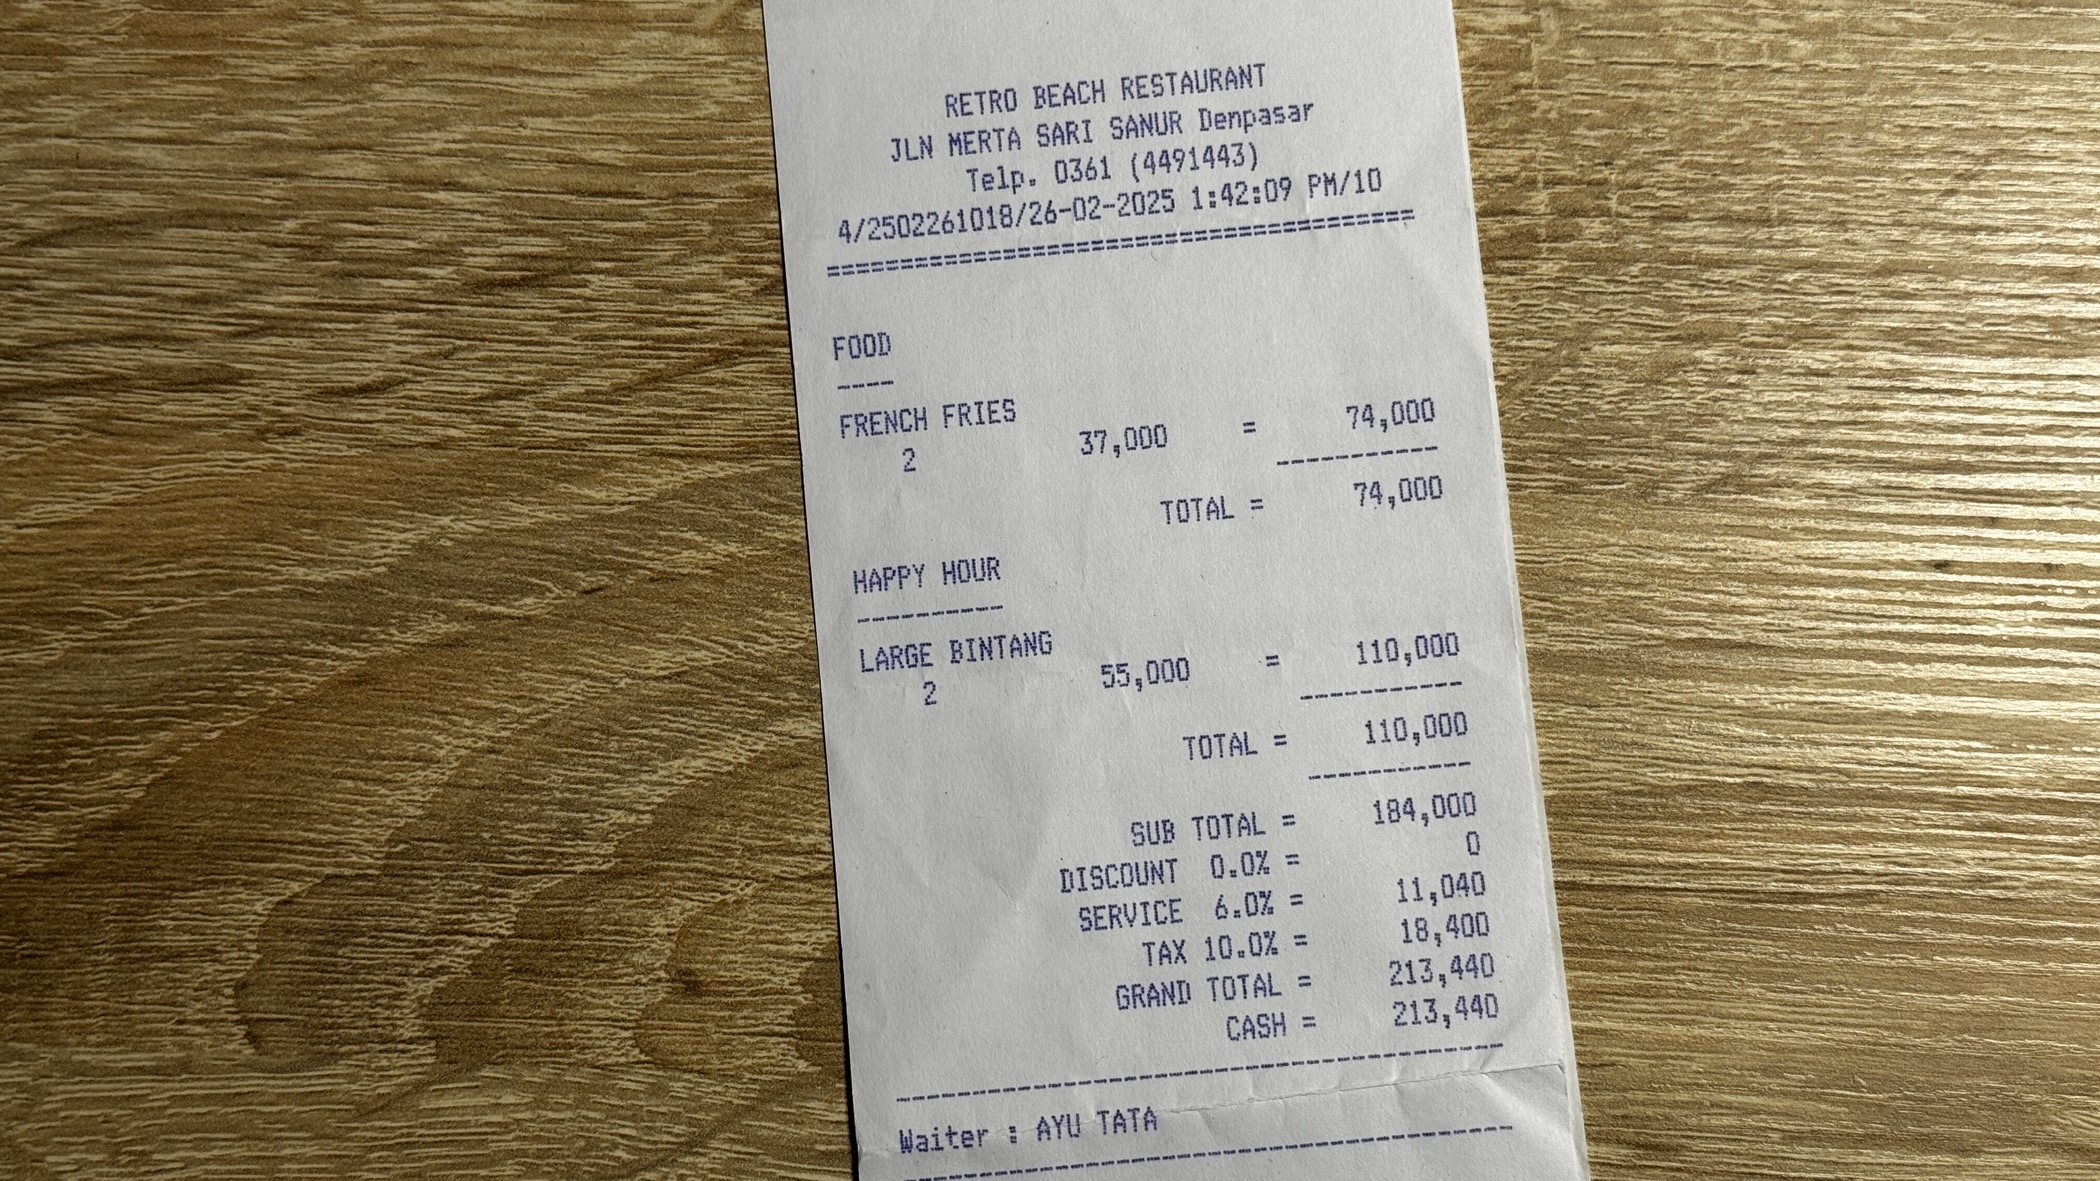 RETRO BEACH RESTAURANT
JLN MERTA SARI SANUR Denpasar
Telp. 0361 (4491443)
4/2502261018/26-02-2025 1:42:09 PM/10
========================================
FOOD
----
FRENCH FRIES
2 37,000 = 74,000
-----------
TOTAL = 74,000
HAPPY HOUR
----------
LARGE BINTANG
2 55,000 = 110,000
-----------
TOTAL = 110,000
-----------
SUB TOTAL = 184,000
DISCOUNT 0.0% = 0
SERVICE 6.0% = 11,040
TAX 10.0% = 18,400
GRAND TOTAL = 213,440
CASH = 213,440
----------------------------------------
Waiter : AYU TATA
----------------------------------------